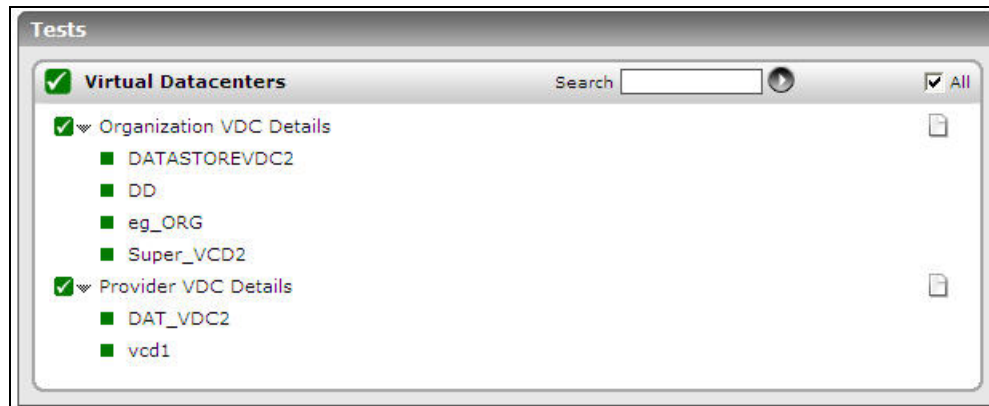 Tests
Virtual Datacenters Search All
Organization VDC Details
DATASTOREVDC2
DD
eg_ORG
Super_VCD2
Provider VDC Details
DAT_VDC2
vcd1